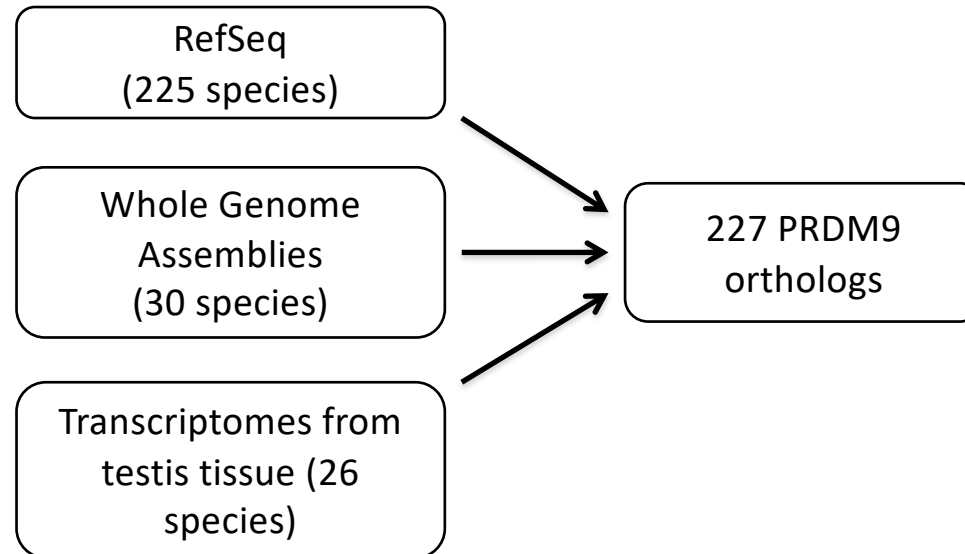 RefSeq
(225 species)
Whole Genome
Assemblies
(30 species)
Transcriptomes from
testis tissue (26
species)
227 PRDM9
orthologs